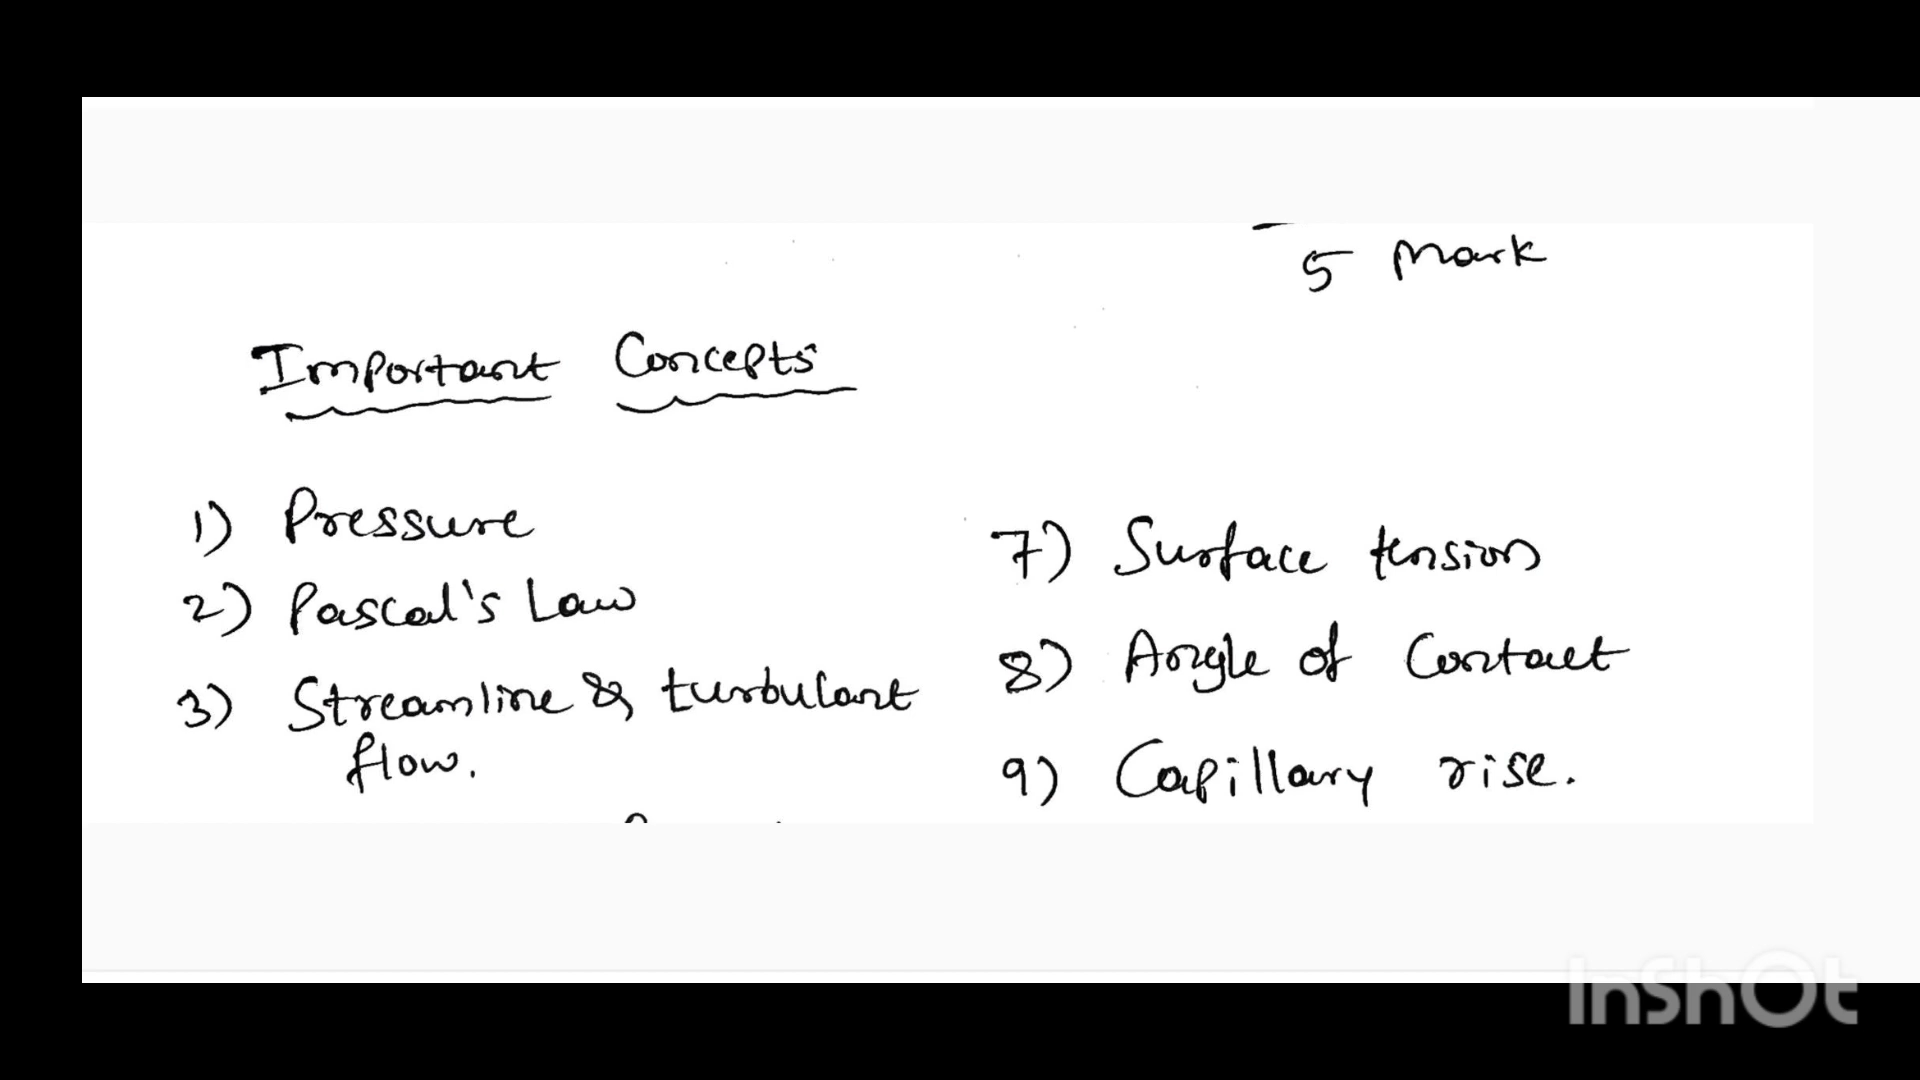 5 Mark
Important Concepts
1) Pressure
2) Pascal's Law
3) Streamline & turbulant
flow.
7) Surface tension
8) Angle of Contact
9) Capillary rise.
InShOt